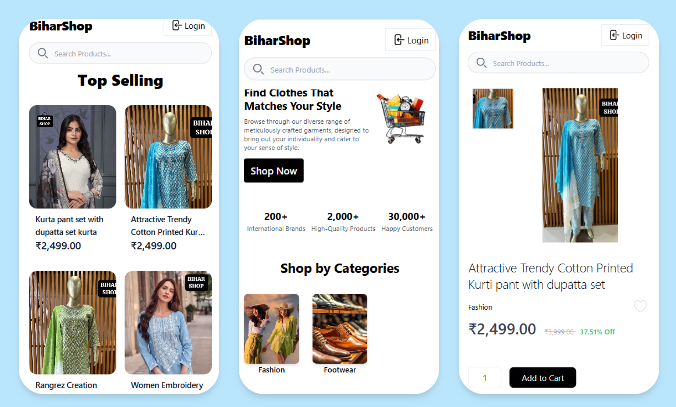 BiharShop
Login
Search Products...
Top Selling
BIHAR
SHOP
BIHAR
SHOP
Kurta pant set with
dupatta set kurta
₹2,499.00
Attractive Trendy
Cotton Printed Kur...
₹2,499.00
BIHAR
SHOP
BIHAR
SHOP
Rangrez Creation
Women Embroidery
BiharShop
Login
Search Products...
Find Clothes That
Matches Your Style
Browse through our diverse range of
meticulously crafted garments, designed to
bring out your individuality and cater to
your sense of style.
Shop Now
200+
International Brands
2,000+
High-Quality Products
30,000+
Happy Customers
Shop by Categories
Fashion
Footwear
BiharShop
Login
Search Products...
BIHAR
SHOP
Attractive Trendy Cotton Printed
Kurti pant with dupatta set
Fashion
₹2,499.00 ₹3,999.00 37.51% Off
1
Add to Cart